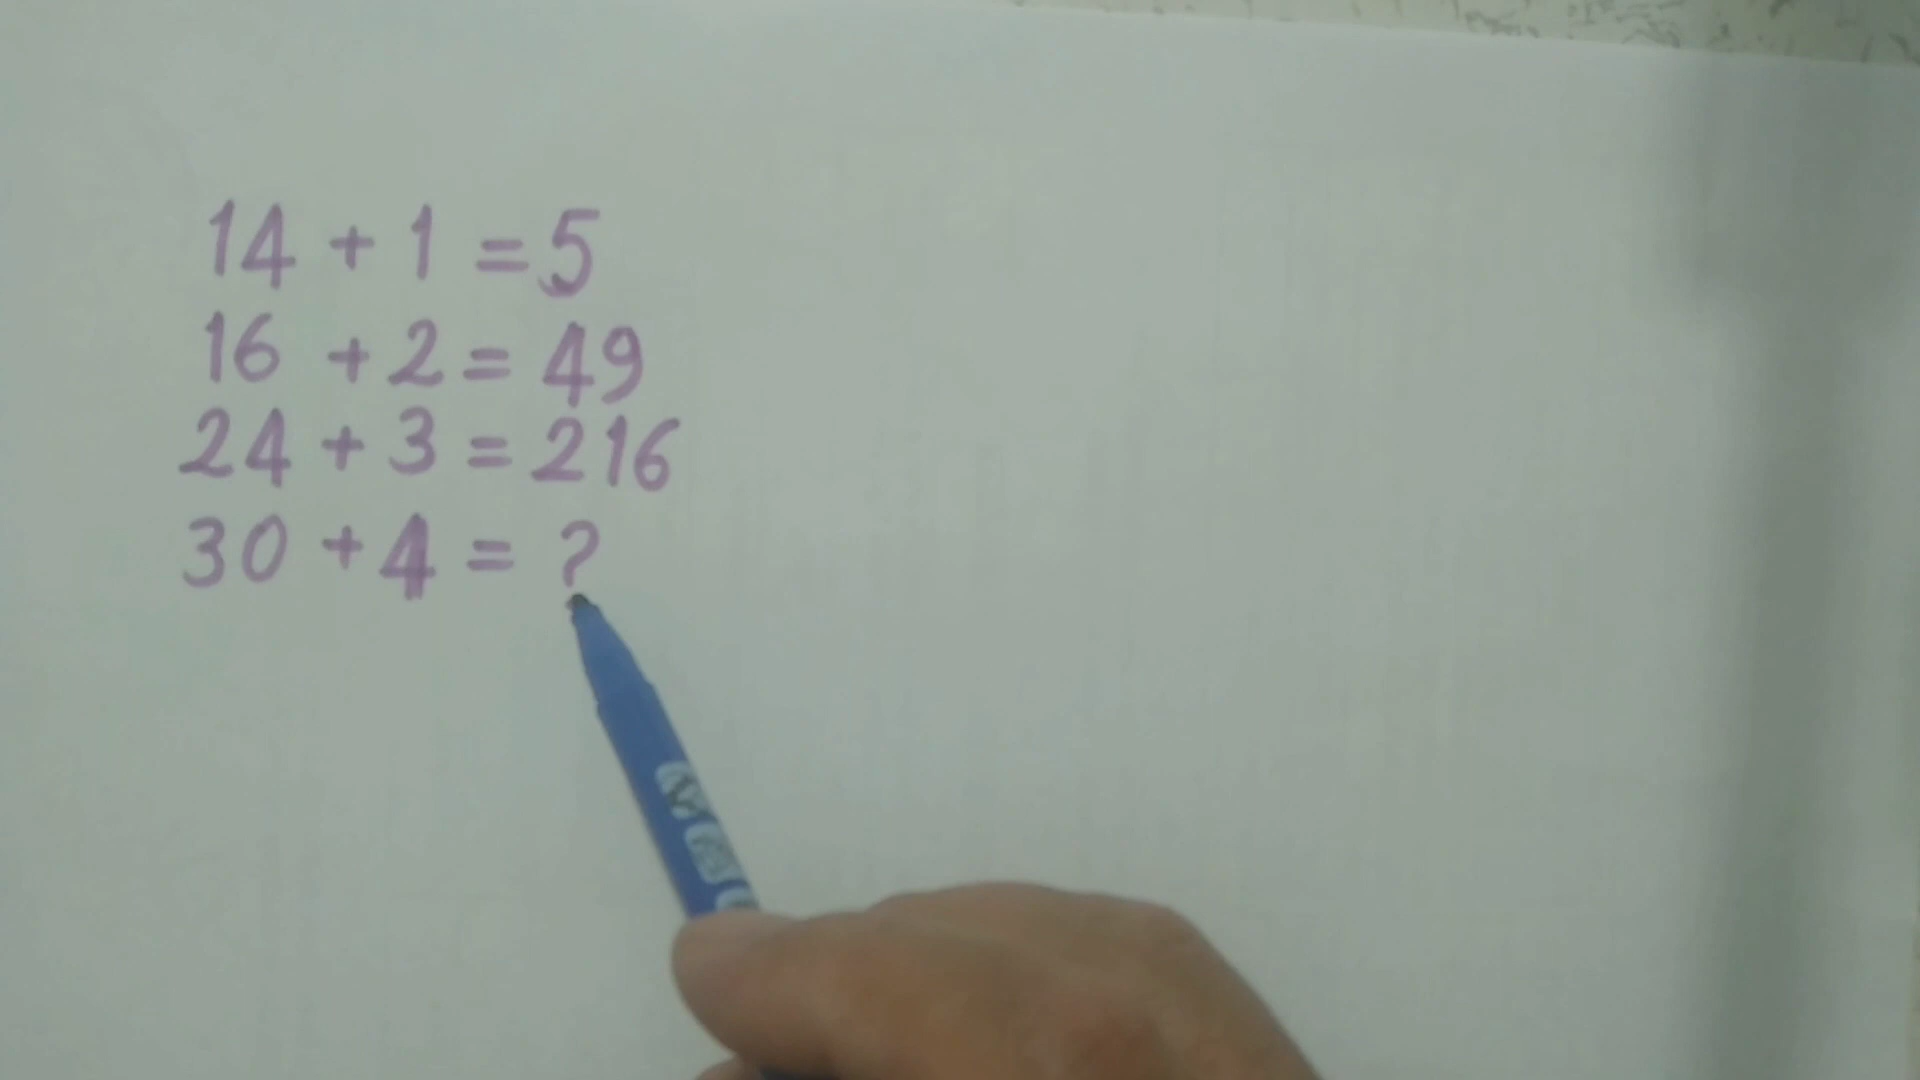 14 + 1 = 5
16 + 2 = 49
24 + 3 = 216
30 + 4 = ?